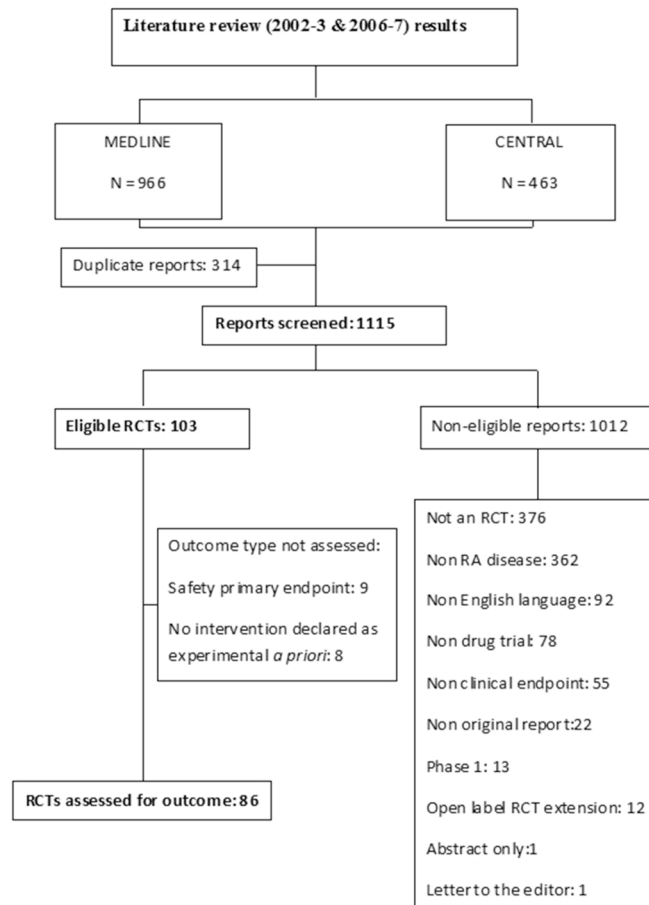 Literature review (2002-3 & 2006-7) results
MEDLINE
N = 966
CENTRAL
N = 463
Duplicate reports: 314
Reports screened: 1115
Eligible RCTs: 103
Non-eligible reports: 1012
Outcome type not assessed:
Safety primary endpoint: 9
No intervention declared as
experimental a priori: 8
Not an RCT: 376
Non RA disease: 362
Non English language: 92
Non drug trial: 78
Non clinical endpoint: 55
Non original report:22
Phase 1: 13
Open label RCT extension: 12
Abstract only:1
Letter to the editor: 1
RCTs assessed for outcome: 86